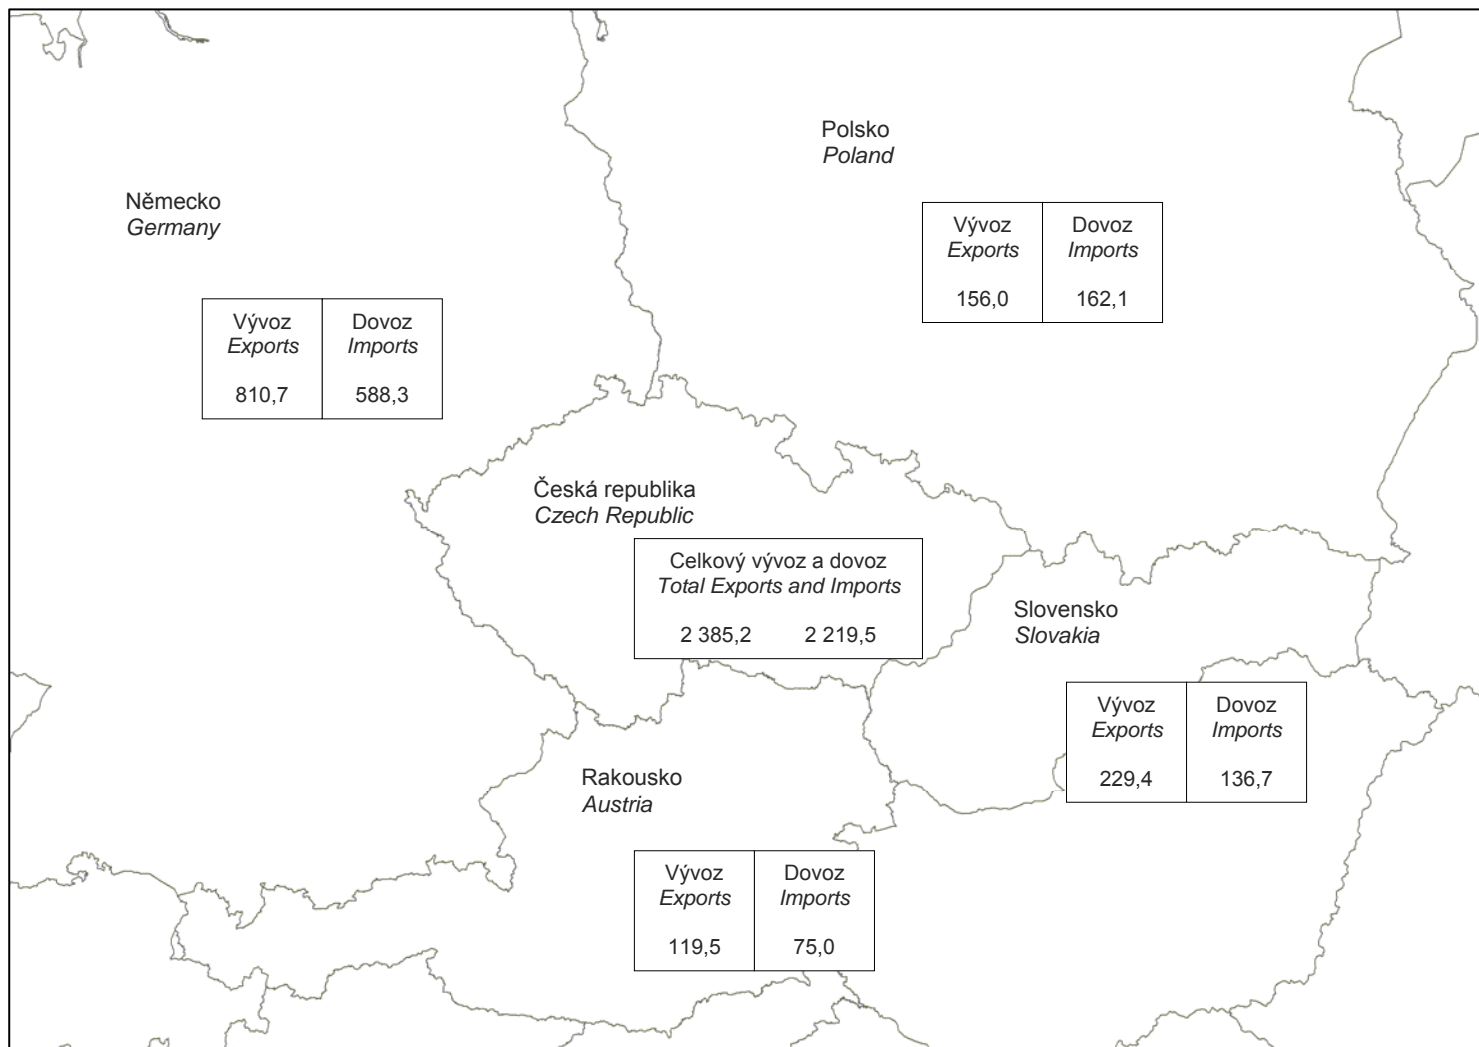 Polsko
Poland
Německo
Germany
Vývoz Dovoz
Exports Imports
156,0 162,1
Vývoz Dovoz
Exports Imports
810,7 588,3
Česká republika
Czech Republic
Celkový vývoz a dovoz
Total Exports and Imports
2 385,2 2 219,5
Slovensko
Slovakia
Vývoz Dovoz
Exports Imports
229,4 136,7
Rakousko
Austria
Vývoz Dovoz
Exports Imports
119,5 75,0